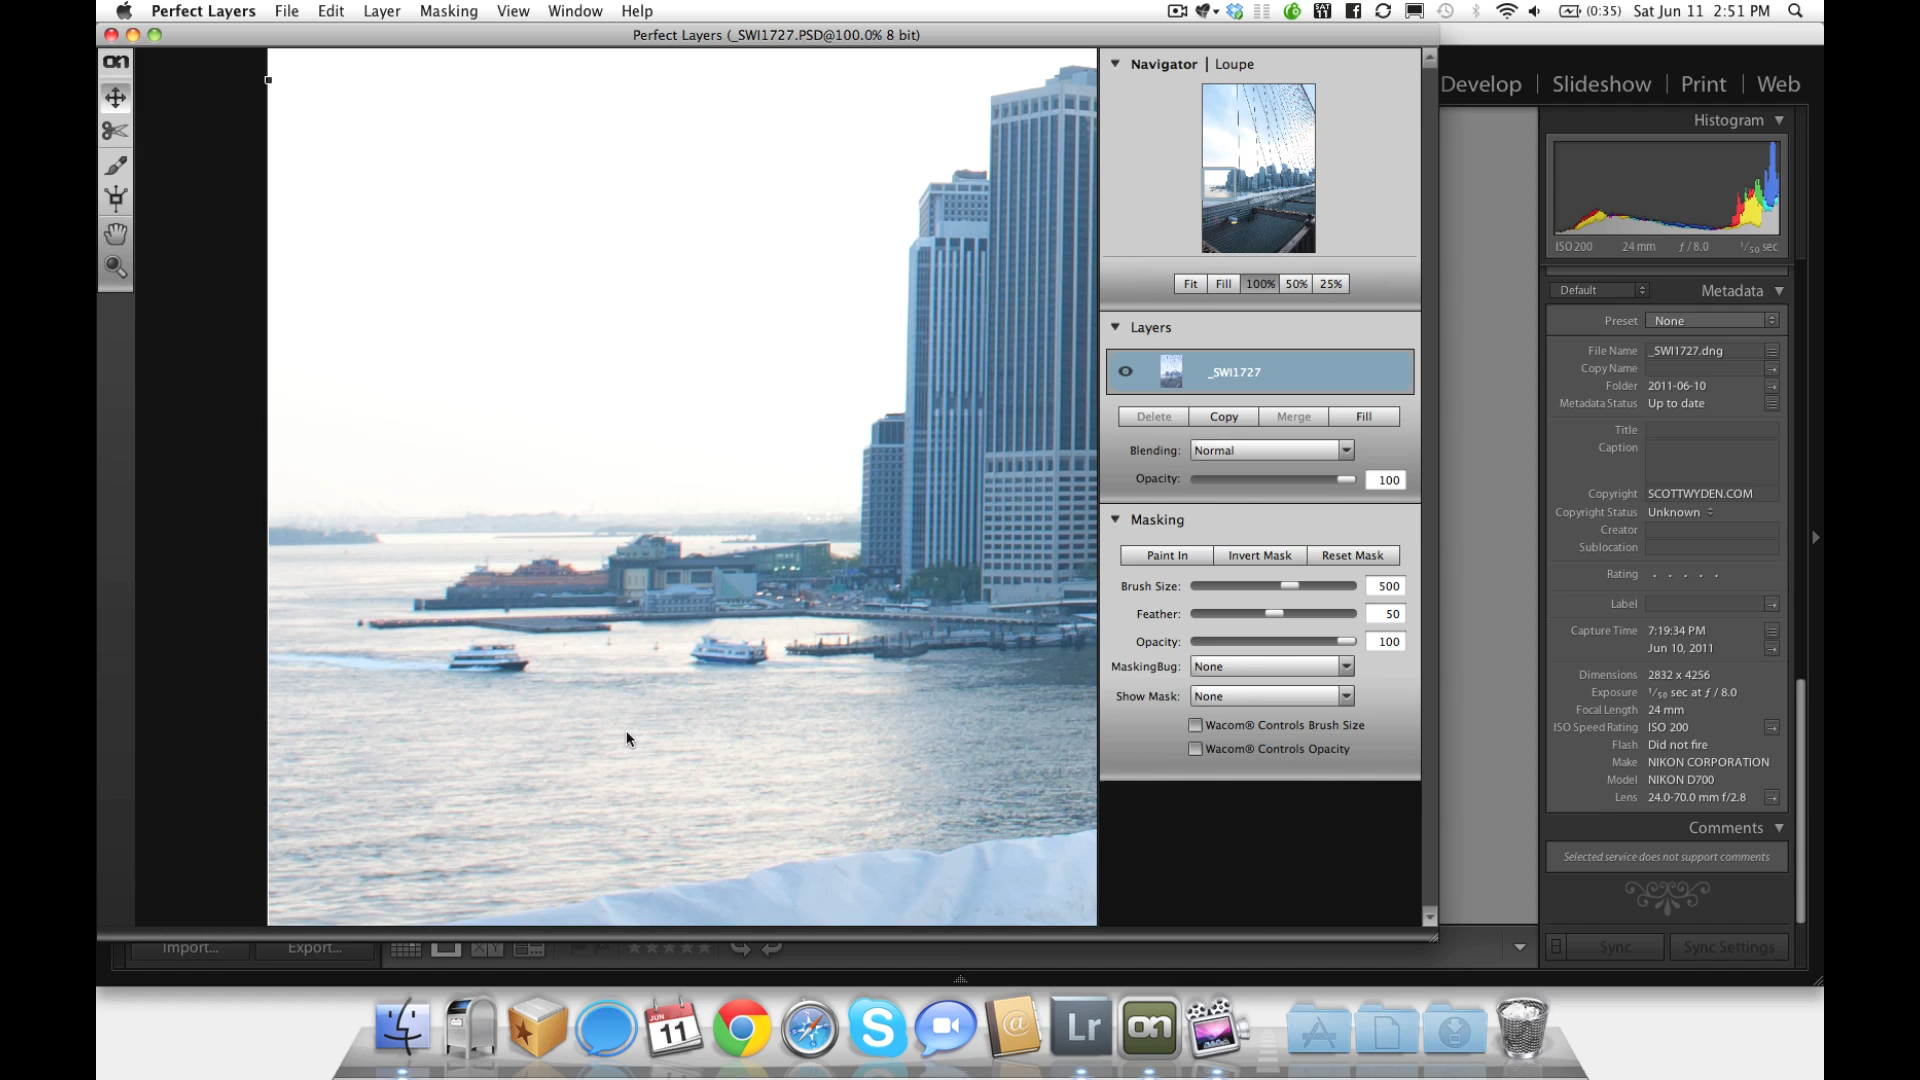 Perfect Layers File Edit Layer Masking View Window Help
SAT 11 (0:35) Sat Jun 11 2:51 PM
Perfect Layers (_SWI1727.PSD@100.0% 8 bit)
on
Navigator | Loupe
Fit Fill 100% 50% 25%
Layers
_SWI1727
Delete Copy Merge Fill
Blending: Normal
Opacity: 100
Masking
Paint In Invert Mask Reset Mask
Brush Size: 500
Feather: 50
Opacity: 100
MaskingBug: None
Show Mask: None
Wacom® Controls Brush Size
Wacom® Controls Opacity
Develop | Slideshow | Print | Web
Histogram
ISO 200 24 mm ƒ / 8.0 1/50 sec
Default Metadata
Preset None
File Name _SWI1727.dng
Copy Name
Folder 2011-06-10
Metadata Status Up to date
Title
Caption
Copyright SCOTTWYDEN.COM
Copyright Status Unknown
Creator
Sublocation
Rating . . . . .
Label
Capture Time 7:19:34 PM
Jun 10, 2011
Dimensions 2832 x 4256
Exposure 1/50 sec at ƒ / 8.0
Focal Length 24 mm
ISO Speed Rating ISO 200
Flash Did not fire
Make NIKON CORPORATION
Model NIKON D700
Lens 24.0-70.0 mm f/2.8
Comments
Selected service does not support comments
Import... Export... X Y Sync Sync Settings
JUN 11 S @ Lr on